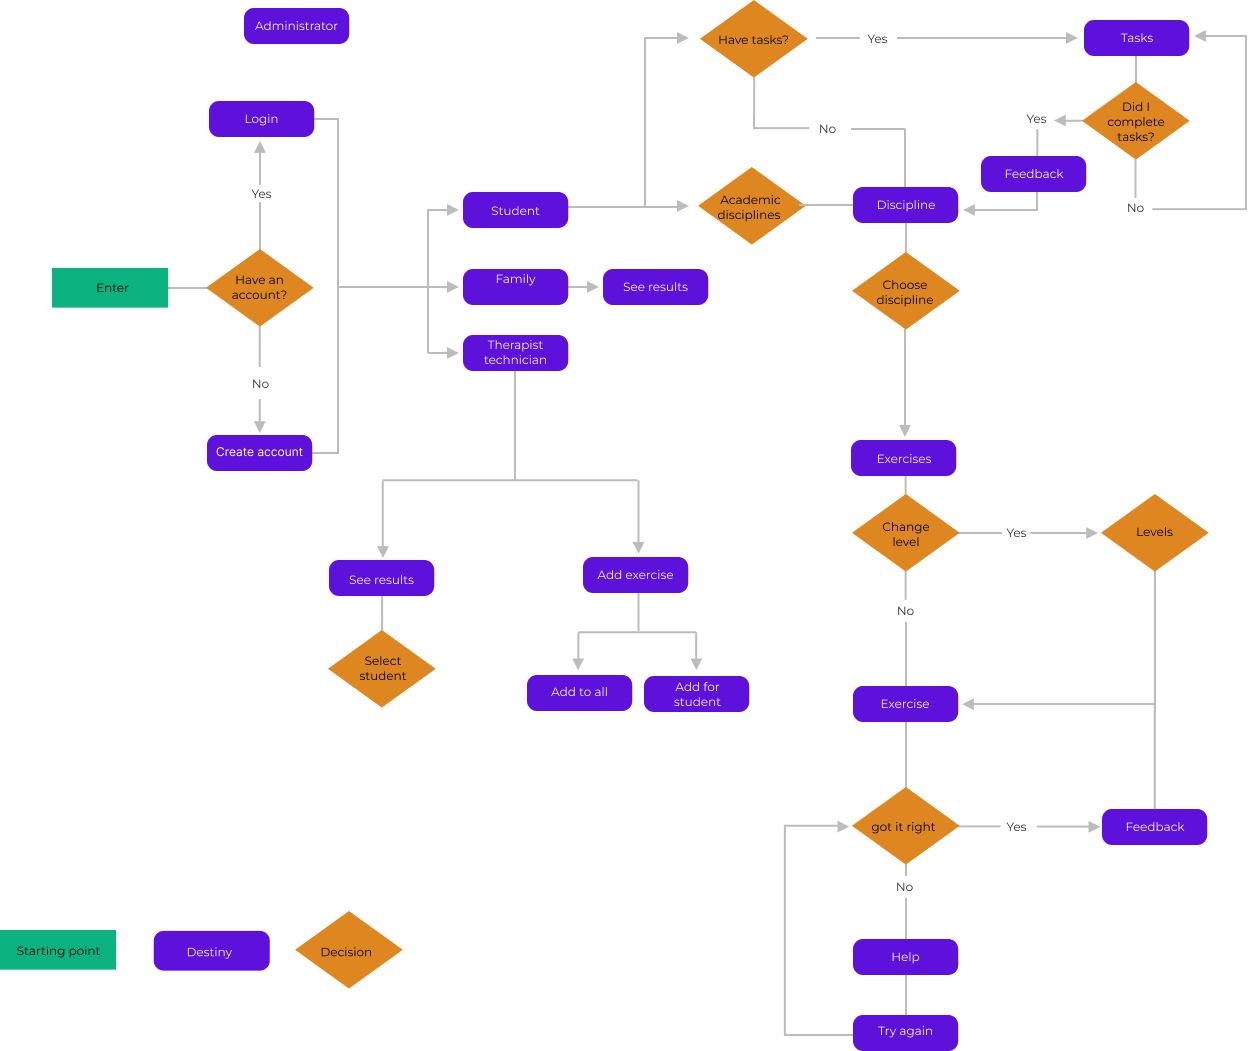 Administrator
Have tasks?
Yes
Tasks
Login
Did I
complete
tasks?
Yes
No
Feedback
Yes
Student
Academic
disciplines
Discipline
No
Enter
Have an
account?
Family
See results
Choose
discipline
Therapist
technician
No
Create account
Exercises
Change
level
Yes
Levels
See results
Add exercise
No
Select
student
Add to all
Add for
student
Exercise
got it right
Yes
Feedback
No
Starting point
Destiny
Decision
Help
Try again